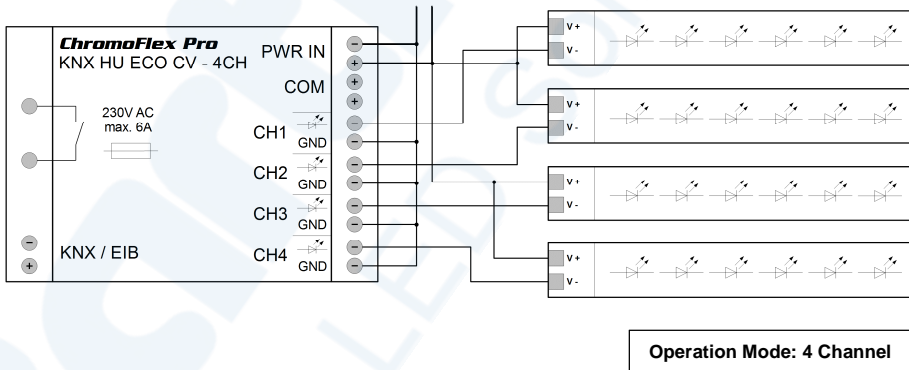 ChromoFlex Pro
KNX HU ECO CV - 4CH
PWR IN
COM
230V AC
max. 6A
CH1
GND
CH2
GND
CH3
GND
CH4
GND
KNX / EIB
V +
V -
V +
V -
V +
V -
V +
V -
Operation Mode: 4 Channel